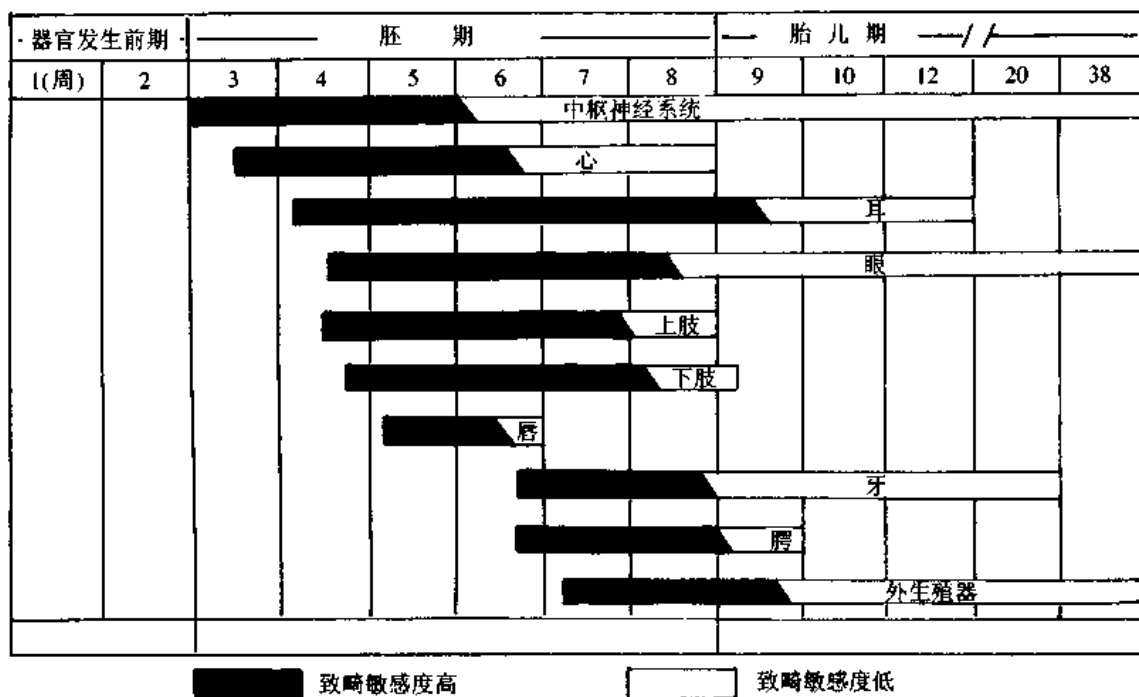 器官发生前期 胚期 胎儿期
1(周) 2 3 4 5 6 7 8 9 10 12 20 38
中枢神经系统
心
耳
眼
上肢
下肢
唇
牙
腭
外生殖器
致畸敏感度高 致畸敏感度低